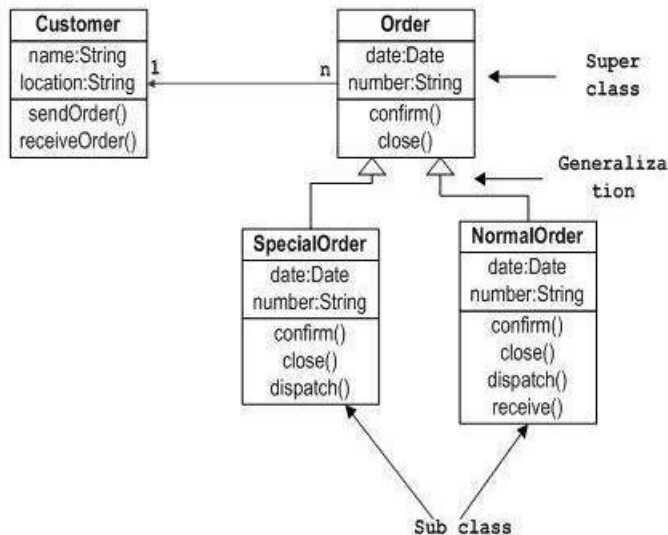 Customer
name:String
location:String
sendOrder()
receiveOrder()
1
n
Order
date:Date
number:String
confirm()
close()
Super
class
Generaliza
tion
SpecialOrder
date:Date
number:String
confirm()
close()
dispatch()
NormalOrder
date:Date
number:String
confirm()
close()
dispatch()
receive()
Sub class